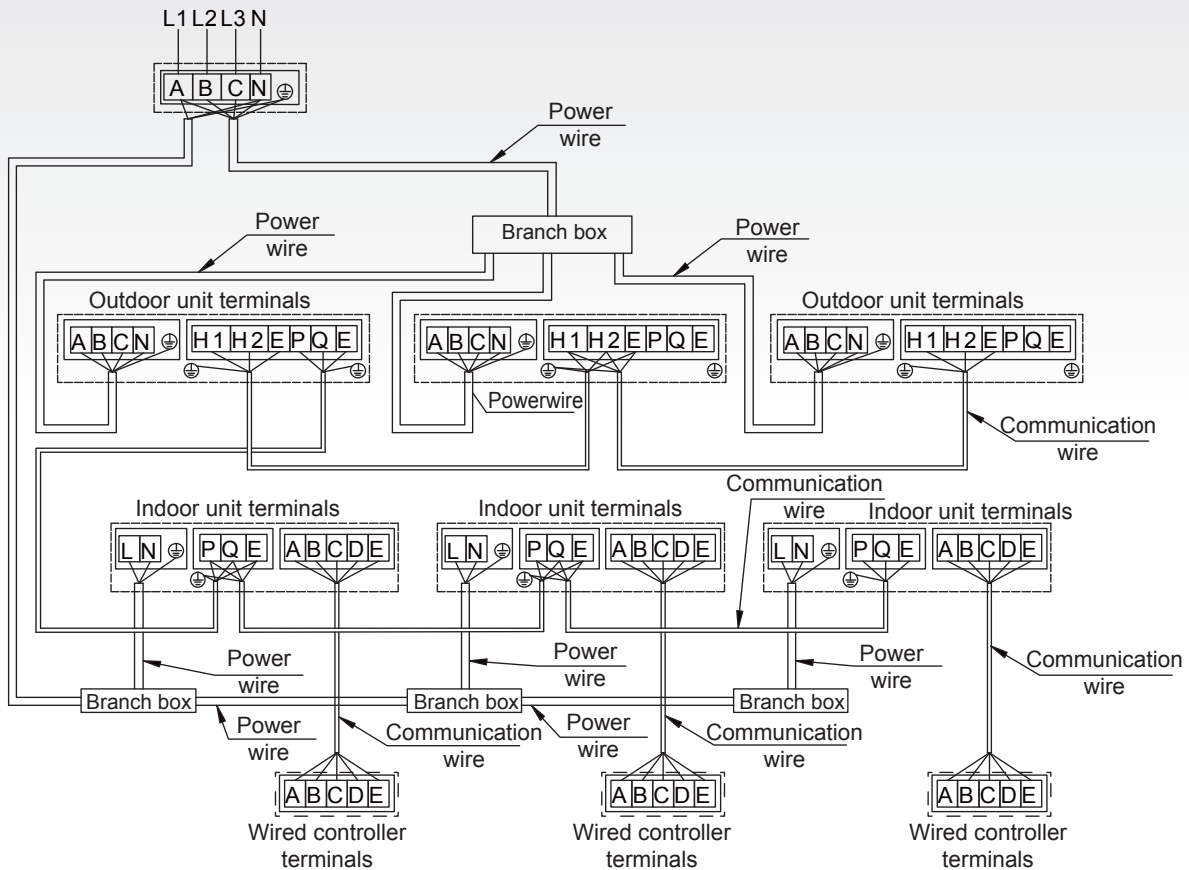 L1 L2 L3 N
A B C N
Power
wire
Branch box
Power
wire
Power
wire
Outdoor unit terminals
Outdoor unit terminals
A B C N
H1 H2 E P Q E
A B C N
H1 H2 E P Q E
A B C N
H1 H2 E P Q E
Powerwire
Communication
wire
Communication
wire
Indoor unit terminals
Indoor unit terminals
Indoor unit terminals
L N
P Q E
A B C D E
L N
P Q E
A B C D E
L N
P Q E
A B C D E
Power
wire
Power
wire
Power
wire
Communication
wire
Branch box
Branch box
Branch box
Power
wire
Communication
wire
Power
wire
Communication
wire
A B C D E
A B C D E
A B C D E
Wired controller
terminals
Wired controller
terminals
Wired controller
terminals